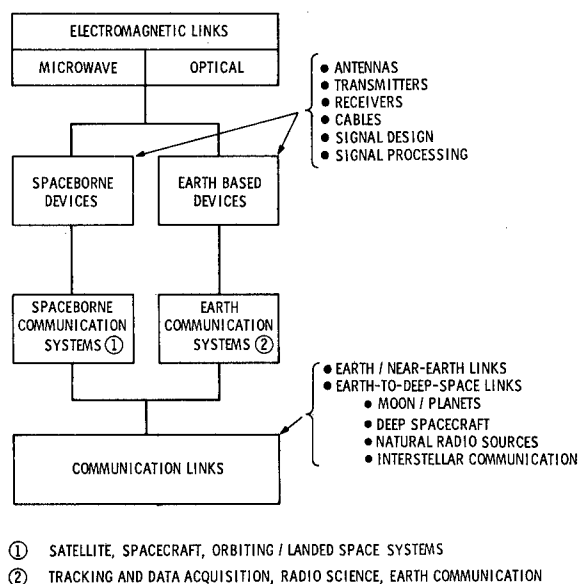 ELECTROMAGNETIC LINKS
MICROWAVE
OPTICAL
● ANTENNAS
● TRANSMITTERS
● RECEIVERS
● CABLES
● SIGNAL DESIGN
● SIGNAL PROCESSING
SPACEBORNE
DEVICES
EARTH BASED
DEVICES
SPACEBORNE
COMMUNICATION
SYSTEMS ①
EARTH
COMMUNICATION
SYSTEMS ②
● EARTH / NEAR-EARTH LINKS
● EARTH-TO-DEEP-SPACE LINKS
● MOON / PLANETS
● DEEP SPACECRAFT
● NATURAL RADIO SOURCES
● INTERSTELLAR COMMUNICATION
COMMUNICATION LINKS
① SATELLITE, SPACECRAFT, ORBITING / LANDED SPACE SYSTEMS
② TRACKING AND DATA ACQUISITION, RADIO SCIENCE, EARTH COMMUNICATION